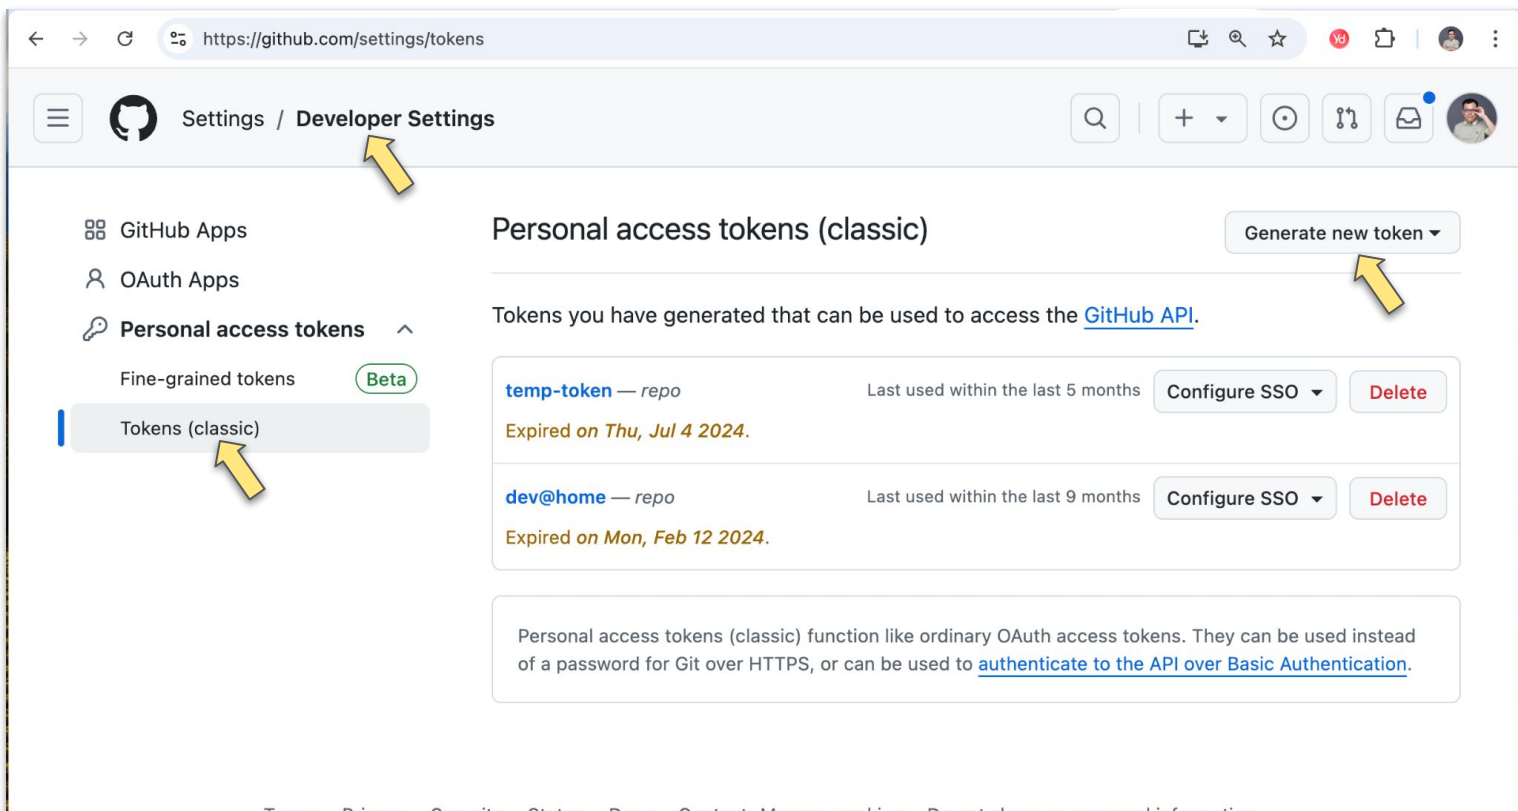 https://github.com/settings/tokens
Settings / Developer Settings
GitHub Apps
OAuth Apps
Personal access tokens
Fine-grained tokens Beta
Tokens (classic)
Personal access tokens (classic)
Generate new token
Tokens you have generated that can be used to access the GitHub API.
temp-token — repo Last used within the last 5 months Configure SSO Delete
Expired on Thu, Jul 4 2024.
dev@home — repo Last used within the last 9 months Configure SSO Delete
Expired on Mon, Feb 12 2024.
Personal access tokens (classic) function like ordinary OAuth access tokens. They can be used instead
of a password for Git over HTTPS, or can be used to authenticate to the API over Basic Authentication.